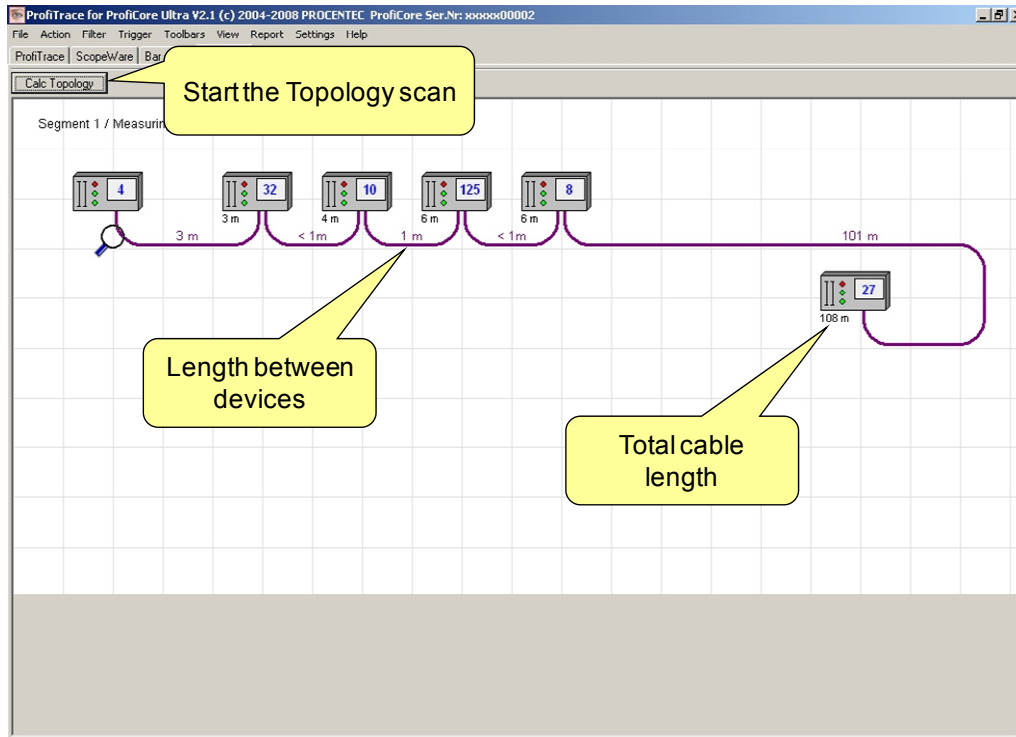 ProfiTrace for ProfiCore Ultra V2.1 (c) 2004-2008 PROCENTEC ProfiCore Ser.Nr: xxxxx00002
File Action Filter Trigger Toolbars View Report Settings Help
ProfiTrace ScopeWare Bar
Calc Topology
Start the Topology scan
Segment 1 / Measurin
4 32 10 125 8
3 m 4 m 6 m 6 m
3 m < 1m 1 m < 1m 101 m
27
108 m
Length between
devices
Total cable
length